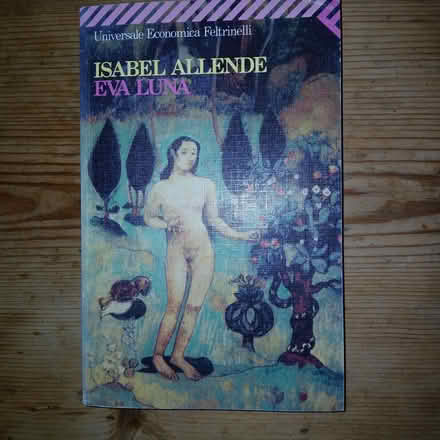 Universale Economica Feltrinelli
ISABEL ALLENDE
EVA LUNA